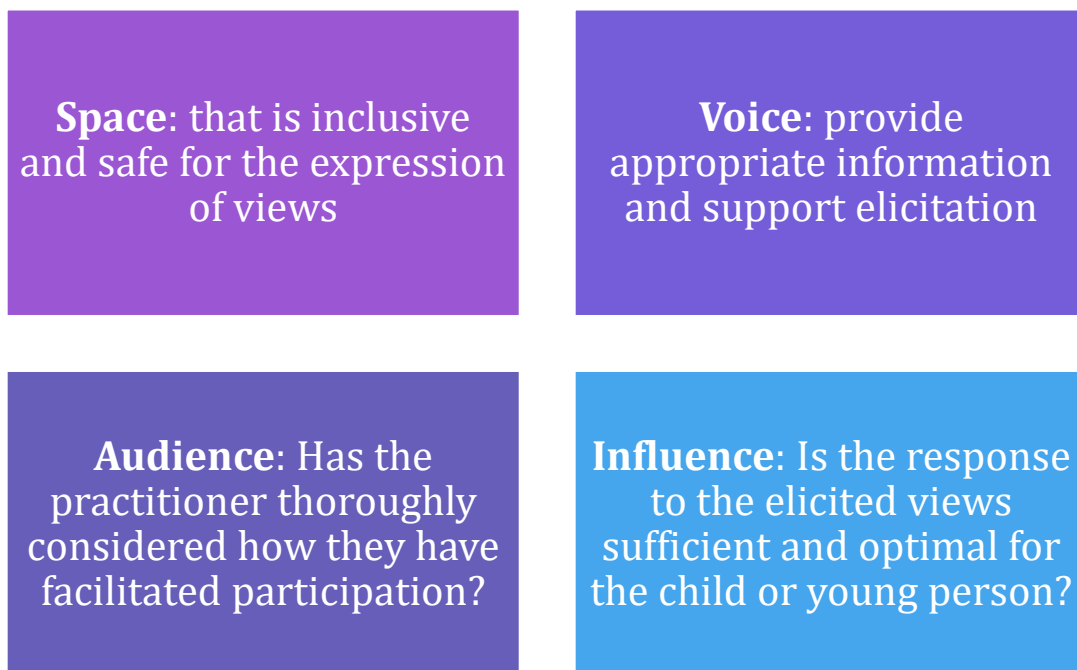 Space: that is inclusive
and safe for the expression
of views
Voice: provide
appropriate information
and support elicitation
Audience: Has the
practitioner thoroughly
considered how they have
facilitated participation?
Influence: Is the response
to the elicited views
sufficient and optimal for
the child or young person?